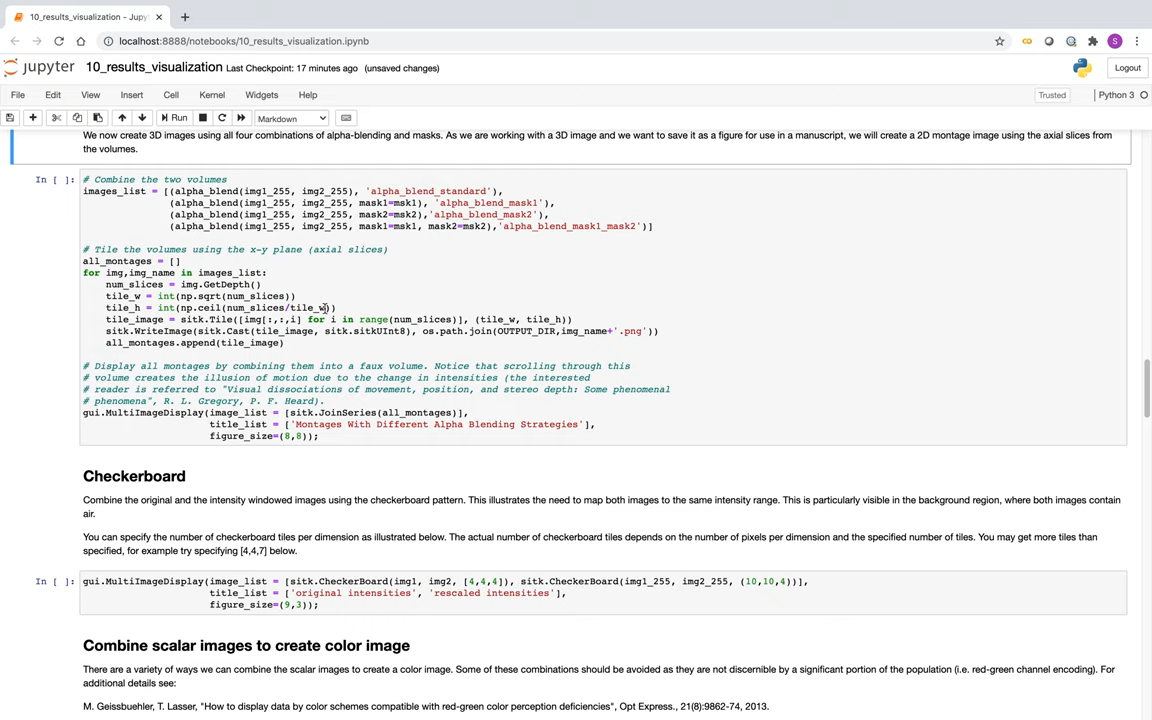 10_results_visualization - Jupy
localhost:8888/notebooks/10_results_visualization.ipynb
S
jupyter 10_results_visualization Last Checkpoint: 17 minutes ago (unsaved changes) Logout
File Edit View Insert Cell Kernel Widgets Help Trusted Python 3
Run Markdown
We now create 3D images using all four combinations of alpha-blending and masks. As we are working with a 3D image and we want to save it as a figure for use in a manuscript, we will create a 2D montage image using the axial slices from
the volumes.
In [ ]: # Combine the two volumes
images_list = [(alpha_blend(img1_255, img2_255), 'alpha_blend_standard'),
(alpha_blend(img1_255, img2_255, mask1=msk1), 'alpha_blend_mask1'),
(alpha_blend(img1_255, img2_255, mask2=msk2),'alpha_blend_mask2'),
(alpha_blend(img1_255, img2_255, mask1=msk1, mask2=msk2),'alpha_blend_mask1_mask2')]
# Tile the volumes using the x-y plane (axial slices)
all_montages = []
for img,img_name in images_list:
num_slices = img.GetDepth()
tile_w = int(np.sqrt(num_slices))
tile_h = int(np.ceil(num_slices/tile_w))
tile_image = sitk.Tile([img[:,:,i] for i in range(num_slices)], (tile_w, tile_h))
sitk.WriteImage(sitk.Cast(tile_image, sitk.sitkUInt8), os.path.join(OUTPUT_DIR,img_name+'.png'))
all_montages.append(tile_image)
# Display all montages by combining them into a faux volume. Notice that scrolling through this
# volume creates the illusion of motion due to the change in intensities (the interested
# reader is referred to "Visual dissociations of movement, position, and stereo depth: Some phenomenal
# phenomena", R. L. Gregory, P. F. Heard).
gui.MultiImageDisplay(image_list = [sitk.JoinSeries(all_montages)],
title_list = ['Montages With Different Alpha Blending Strategies'],
figure_size=(8,8));
Checkerboard
Combine the original and the intensity windowed images using the checkerboard pattern. This illustrates the need to map both images to the same intensity range. This is particularly visible in the background region, where both images contain
air.
You can specify the number of checkerboard tiles per dimension as illustrated below. The actual number of checkerboard tiles depends on the number of pixels per dimension and the specified number of tiles. You may get more tiles than
specified, for example try specifying [4,4,7] below.
In [ ]: gui.MultiImageDisplay(image_list = [sitk.CheckerBoard(img1, img2, [4,4,4]), sitk.CheckerBoard(img1_255, img2_255, (10,10,4))],
title_list = ['original intensities', 'rescaled intensities'],
figure_size=(9,3));
Combine scalar images to create color image
There are a variety of ways we can combine the scalar images to create a color image. Some of these combinations should be avoided as they are not discernible by a significant portion of the population (i.e. red-green channel encoding). For
additional details see:
M. Geissbuehler, T. Lasser, "How to display data by color schemes compatible with red-green color perception deficiencies", Opt Express., 21(8):9862-74, 2013.